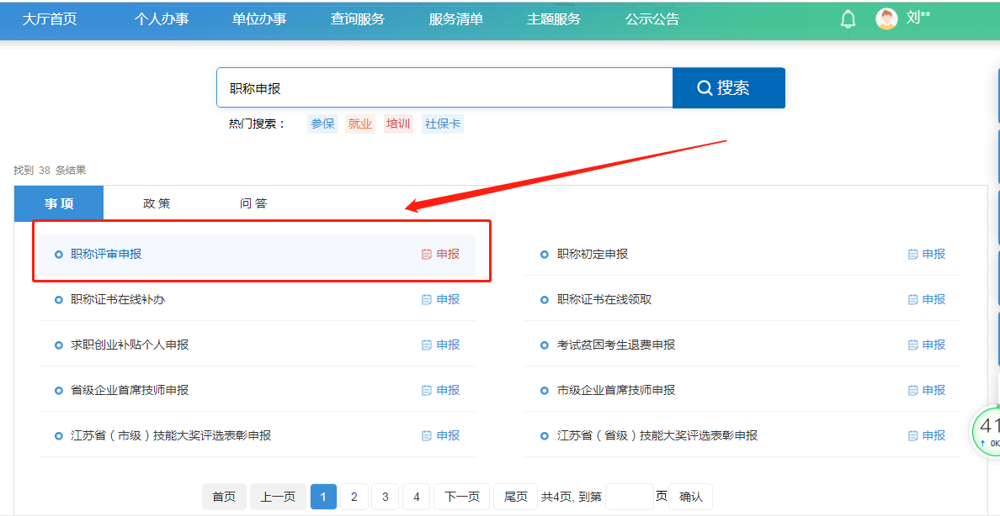 大厅首页 个人办事 单位办事 查询服务 服务清单 主题服务 公示公告 刘**
职称申报 搜索
热门搜索： 参保 就业 培训 社保卡
找到 38 条结果
事 项 政 策 问 答
职称评审申报 申报 职称初定申报 申报
职称证书在线补办 申报 职称证书在线领取 申报
求职创业补贴个人申报 申报 考试贫困考生退费申报 申报
省级企业首席技师申报 申报 市级企业首席技师申报 申报
江苏省（市级）技能大奖评选表彰申报 申报 江苏省（省级）技能大奖评选表彰申报 申报
41
0K
首页 上一页 1 2 3 4 下一页 尾页 共4页, 到第 页 确认